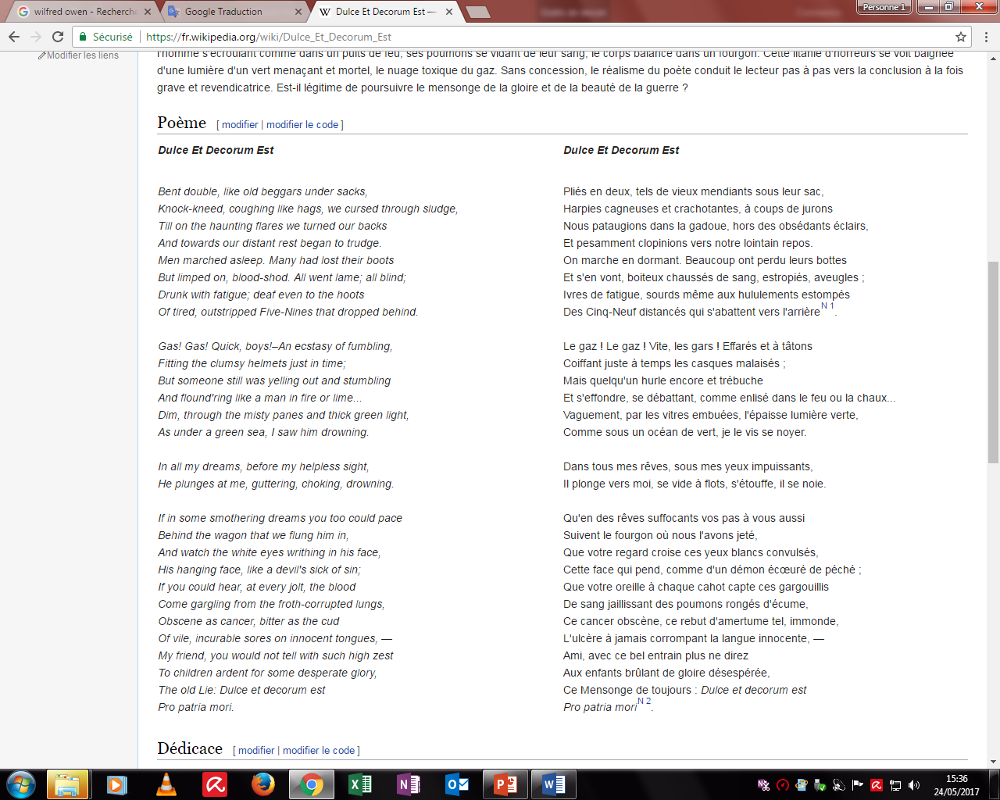 wilfred owen - Recherche
Google Traduction
Dulce Et Decorum Est —
Personne 1
Sécurisé
https://fr.wikipedia.org/wiki/Dulce_Et_Decorum_Est
Modifier les liens
l'homme s'écroulant comme dans un puits de feu, ses poumons se vidant de leur sang, le corps balancé dans un fourgon. Cette litanie d'horreurs se voit baignée
d'une lumière d'un vert menaçant et mortel, le nuage toxique du gaz. Sans concession, le réalisme du poète conduit le lecteur pas à pas vers la conclusion à la fois
grave et revendicatrice. Est-il légitime de poursuivre le mensonge de la gloire et de la beauté de la guerre ?
Poème [ modifier | modifier le code ]
Dulce Et Decorum Est
Bent double, like old beggars under sacks,
Knock-kneed, coughing like hags, we cursed through sludge,
Till on the haunting flares we turned our backs
And towards our distant rest began to trudge.
Men marched asleep. Many had lost their boots
But limped on, blood-shod. All went lame; all blind;
Drunk with fatigue; deaf even to the hoots
Of tired, outstripped Five-Nines that dropped behind.
Gas! Gas! Quick, boys!–An ecstasy of fumbling,
Fitting the clumsy helmets just in time;
But someone still was yelling out and stumbling
And flound'ring like a man in fire or lime...
Dim, through the misty panes and thick green light,
As under a green sea, I saw him drowning.
In all my dreams, before my helpless sight,
He plunges at me, guttering, choking, drowning.
If in some smothering dreams you too could pace
Behind the wagon that we flung him in,
And watch the white eyes writhing in his face,
His hanging face, like a devil's sick of sin;
If you could hear, at every jolt, the blood
Come gargling from the froth-corrupted lungs,
Obscene as cancer, bitter as the cud
Of vile, incurable sores on innocent tongues, —
My friend, you would not tell with such high zest
To children ardent for some desperate glory,
The old Lie: Dulce et decorum est
Pro patria mori.
Dulce Et Decorum Est
Pliés en deux, tels de vieux mendiants sous leur sac,
Harpies cagneuses et crachotantes, à coups de jurons
Nous pataugions dans la gadoue, hors des obsédants éclairs,
Et pesamment clopinions vers notre lointain repos.
On marche en dormant. Beaucoup ont perdu leurs bottes
Et s'en vont, boiteux chaussés de sang, estropiés, aveugles ;
Ivres de fatigue, sourds même aux hululements estompés
Des Cinq-Neuf distancés qui s'abattent vers l'arrière N 1.
Le gaz ! Le gaz ! Vite, les gars ! Effarés et à tâtons
Coiffant juste à temps les casques malaisés ;
Mais quelqu'un hurle encore et trébuche
Et s'effondre, se débattant, comme enlisé dans le feu ou la chaux...
Vaguement, par les vitres embuées, l'épaisse lumière verte,
Comme sous un océan de vert, je le vis se noyer.
Dans tous mes rêves, sous mes yeux impuissants,
Il plonge vers moi, se vide à flots, s'étouffe, il se noie.
Qu'en des rêves suffocants vos pas à vous aussi
Suivent le fourgon où nous l'avons jeté,
Que votre regard croise ces yeux blancs convulsés,
Cette face qui pend, comme d'un démon écœuré de péché ;
Que votre oreille à chaque cahot capte ces gargouillis
De sang jaillissant des poumons rongés d'écume,
Ce cancer obscène, ce rebut d'amertume tel, immonde,
L'ulcère à jamais corrompant la langue innocente, —
Ami, avec ce bel entrain plus ne direz
Aux enfants brûlant de gloire désespérée,
Ce Mensonge de toujours : Dulce et decorum est
Pro patria mori N 2.
Dédicace [ modifier | modifier le code ]
15:36
24/05/2017